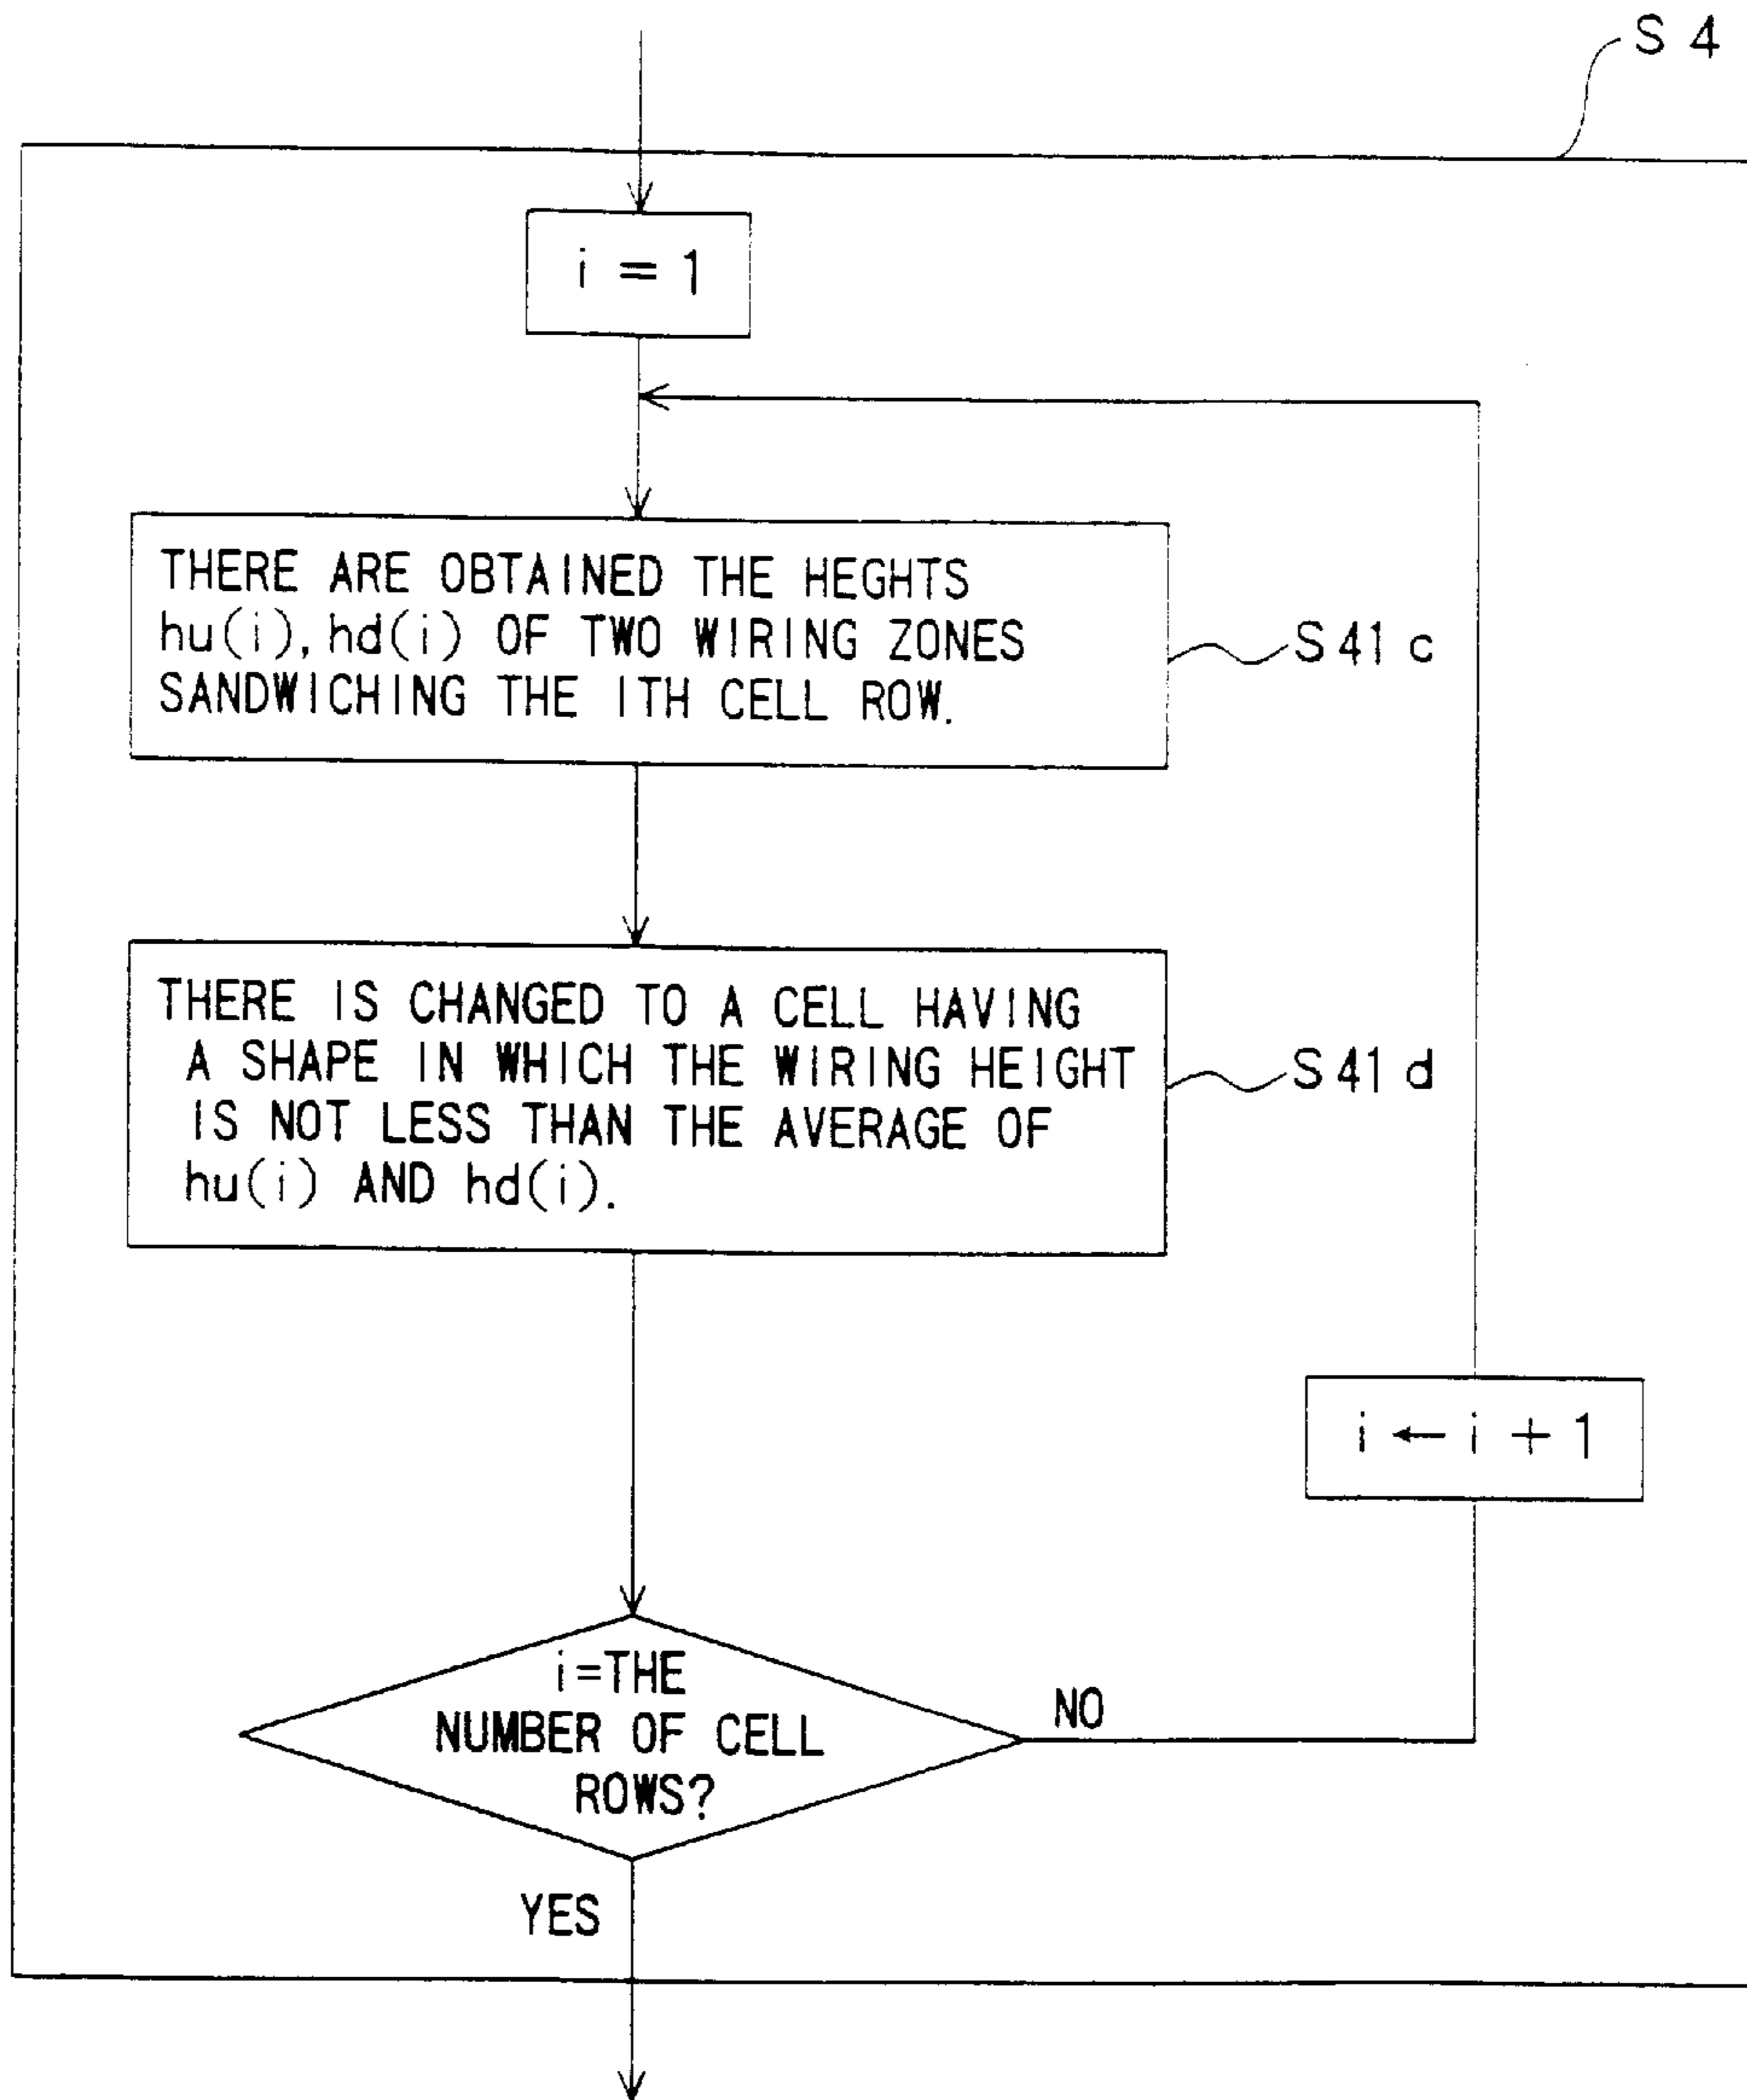 S 4
i = 1
THERE ARE OBTAINED THE HEGHTS
hu(i), hd(i) OF TWO WIRING ZONES
SANDWICHING THE ITH CELL ROW.
S 41 c
THERE IS CHANGED TO A CELL HAVING
A SHAPE IN WHICH THE WIRING HEIGHT
IS NOT LESS THAN THE AVERAGE OF
hu(i) AND hd(i).
S 41 d
i ← i + 1
i=THE
NUMBER OF CELL
ROWS?
NO
YES